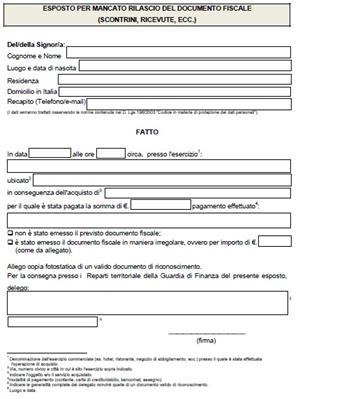 ESPOSTO PER MANCATO RILASCIO DEL DOCUMENTO FISCALE
(SCONTRINI, RICEVUTE, ECC.)
Del/della Signor/a:
Cognome e Nome
Luogo e data di nascita
Residenza
Domicilio in Italia
Recapito (Telefono/e-mail)
(I dati verranno trattati osservando le norme contenute nel D. Lgs.196/2003 "Codice in materia di protezione dei dati personali").
FATTO
In data alle ore circa, presso l'esercizio1:
ubicato2
in conseguenza dell'acquisto di3
per il quale è stata pagata la somma di €. pagamento effettuato4:
❑ non è stato emesso il previsto documento fiscale;
❑ è stato emesso il documento fiscale in maniera irregolare, ovvero per importo di €.
(come da allegato).
Allego copia fotostatica di un valido documento di riconoscimento.
Per la consegna presso i Reparti territoriale della Guardia di Finanza del presente esposto,
delego:
5
6
(firma)
1 Denominazione dell'esercizio commerciale (es. hotel, ristorante, negozio di abbigliamento, ecc.) presso il quale è stata effettuata
l'operazione di acquisto.
2 Via, numero civico e città in cui è sito l'esercizio sopra indicato.
3 Indicare l'oggetto e/o il servizio acquistato.
4 modalità di pagamento (contante, carta di credito/debito, bancomat, assegno).
5 Indicare le generalità complete del delegato nonché quelle di un documento valido di riconoscimento.
6 Luogo e data.